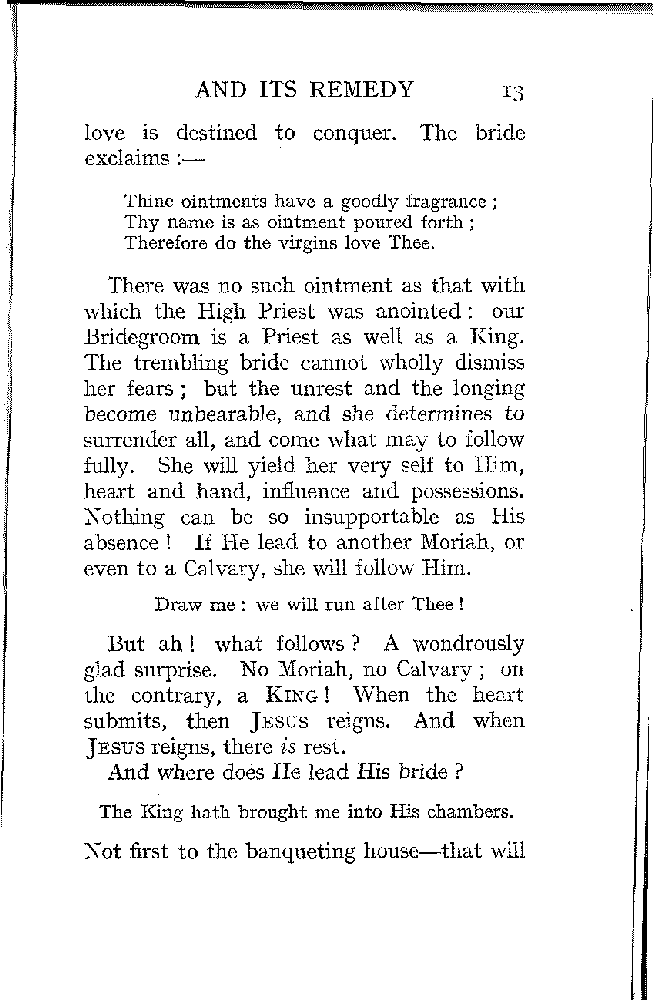 AND ITS REMEDY 13
love is destined to conquer. The bride
exclaims :—
Thine ointments have a goodly fragrance ;
Thy name is as ointment poured forth ;
Therefore do the virgins love Thee.
There was no such ointment as that with
which the High Priest was anointed : our
Bridegroom is a Priest as well as a King.
The trembling bride cannot wholly dismiss
her fears ; but the unrest and the longing
become unbearable, and she determines to
surrender all, and come what may to follow
fully. She will yield her very self to Him,
heart and hand, influence and possessions.
Nothing can be so insupportable as His
absence ! If He lead to another Moriah, or
even to a Calvary, she will follow Him.
Draw me : we will run after Thee !
But ah ! what follows ? A wondrously
glad surprise. No Moriah, no Calvary ; on
the contrary, a KING ! When the heart
submits, then JESUS reigns. And when
JESUS reigns, there is rest.
And where does He lead His bride ?
The King hath brought me into His chambers.
Not first to the banqueting house—that will